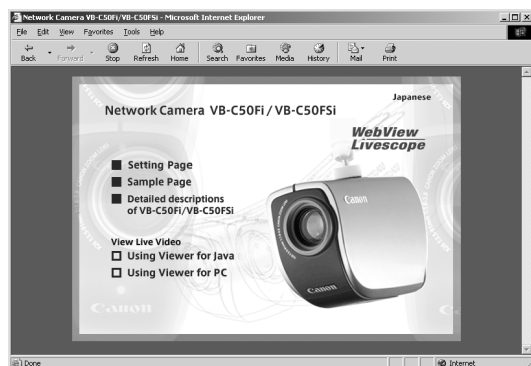 Network Camera VB-C50Fi/VB-C50FSi - Microsoft Internet Explorer
File Edit View Favorites Tools Help
Back Forward Stop Refresh Home Search Favorites Media History Mail Print
Japanese
Network Camera VB-C50Fi / VB-C50FSi
WebView
Livescope
Setting Page
Sample Page
Detailed descriptions
of VB-C50Fi/VB-C50FSi
View Live Video
Using Viewer for Java
Using Viewer for PC
Canon
Canon
Canon
Done Internet